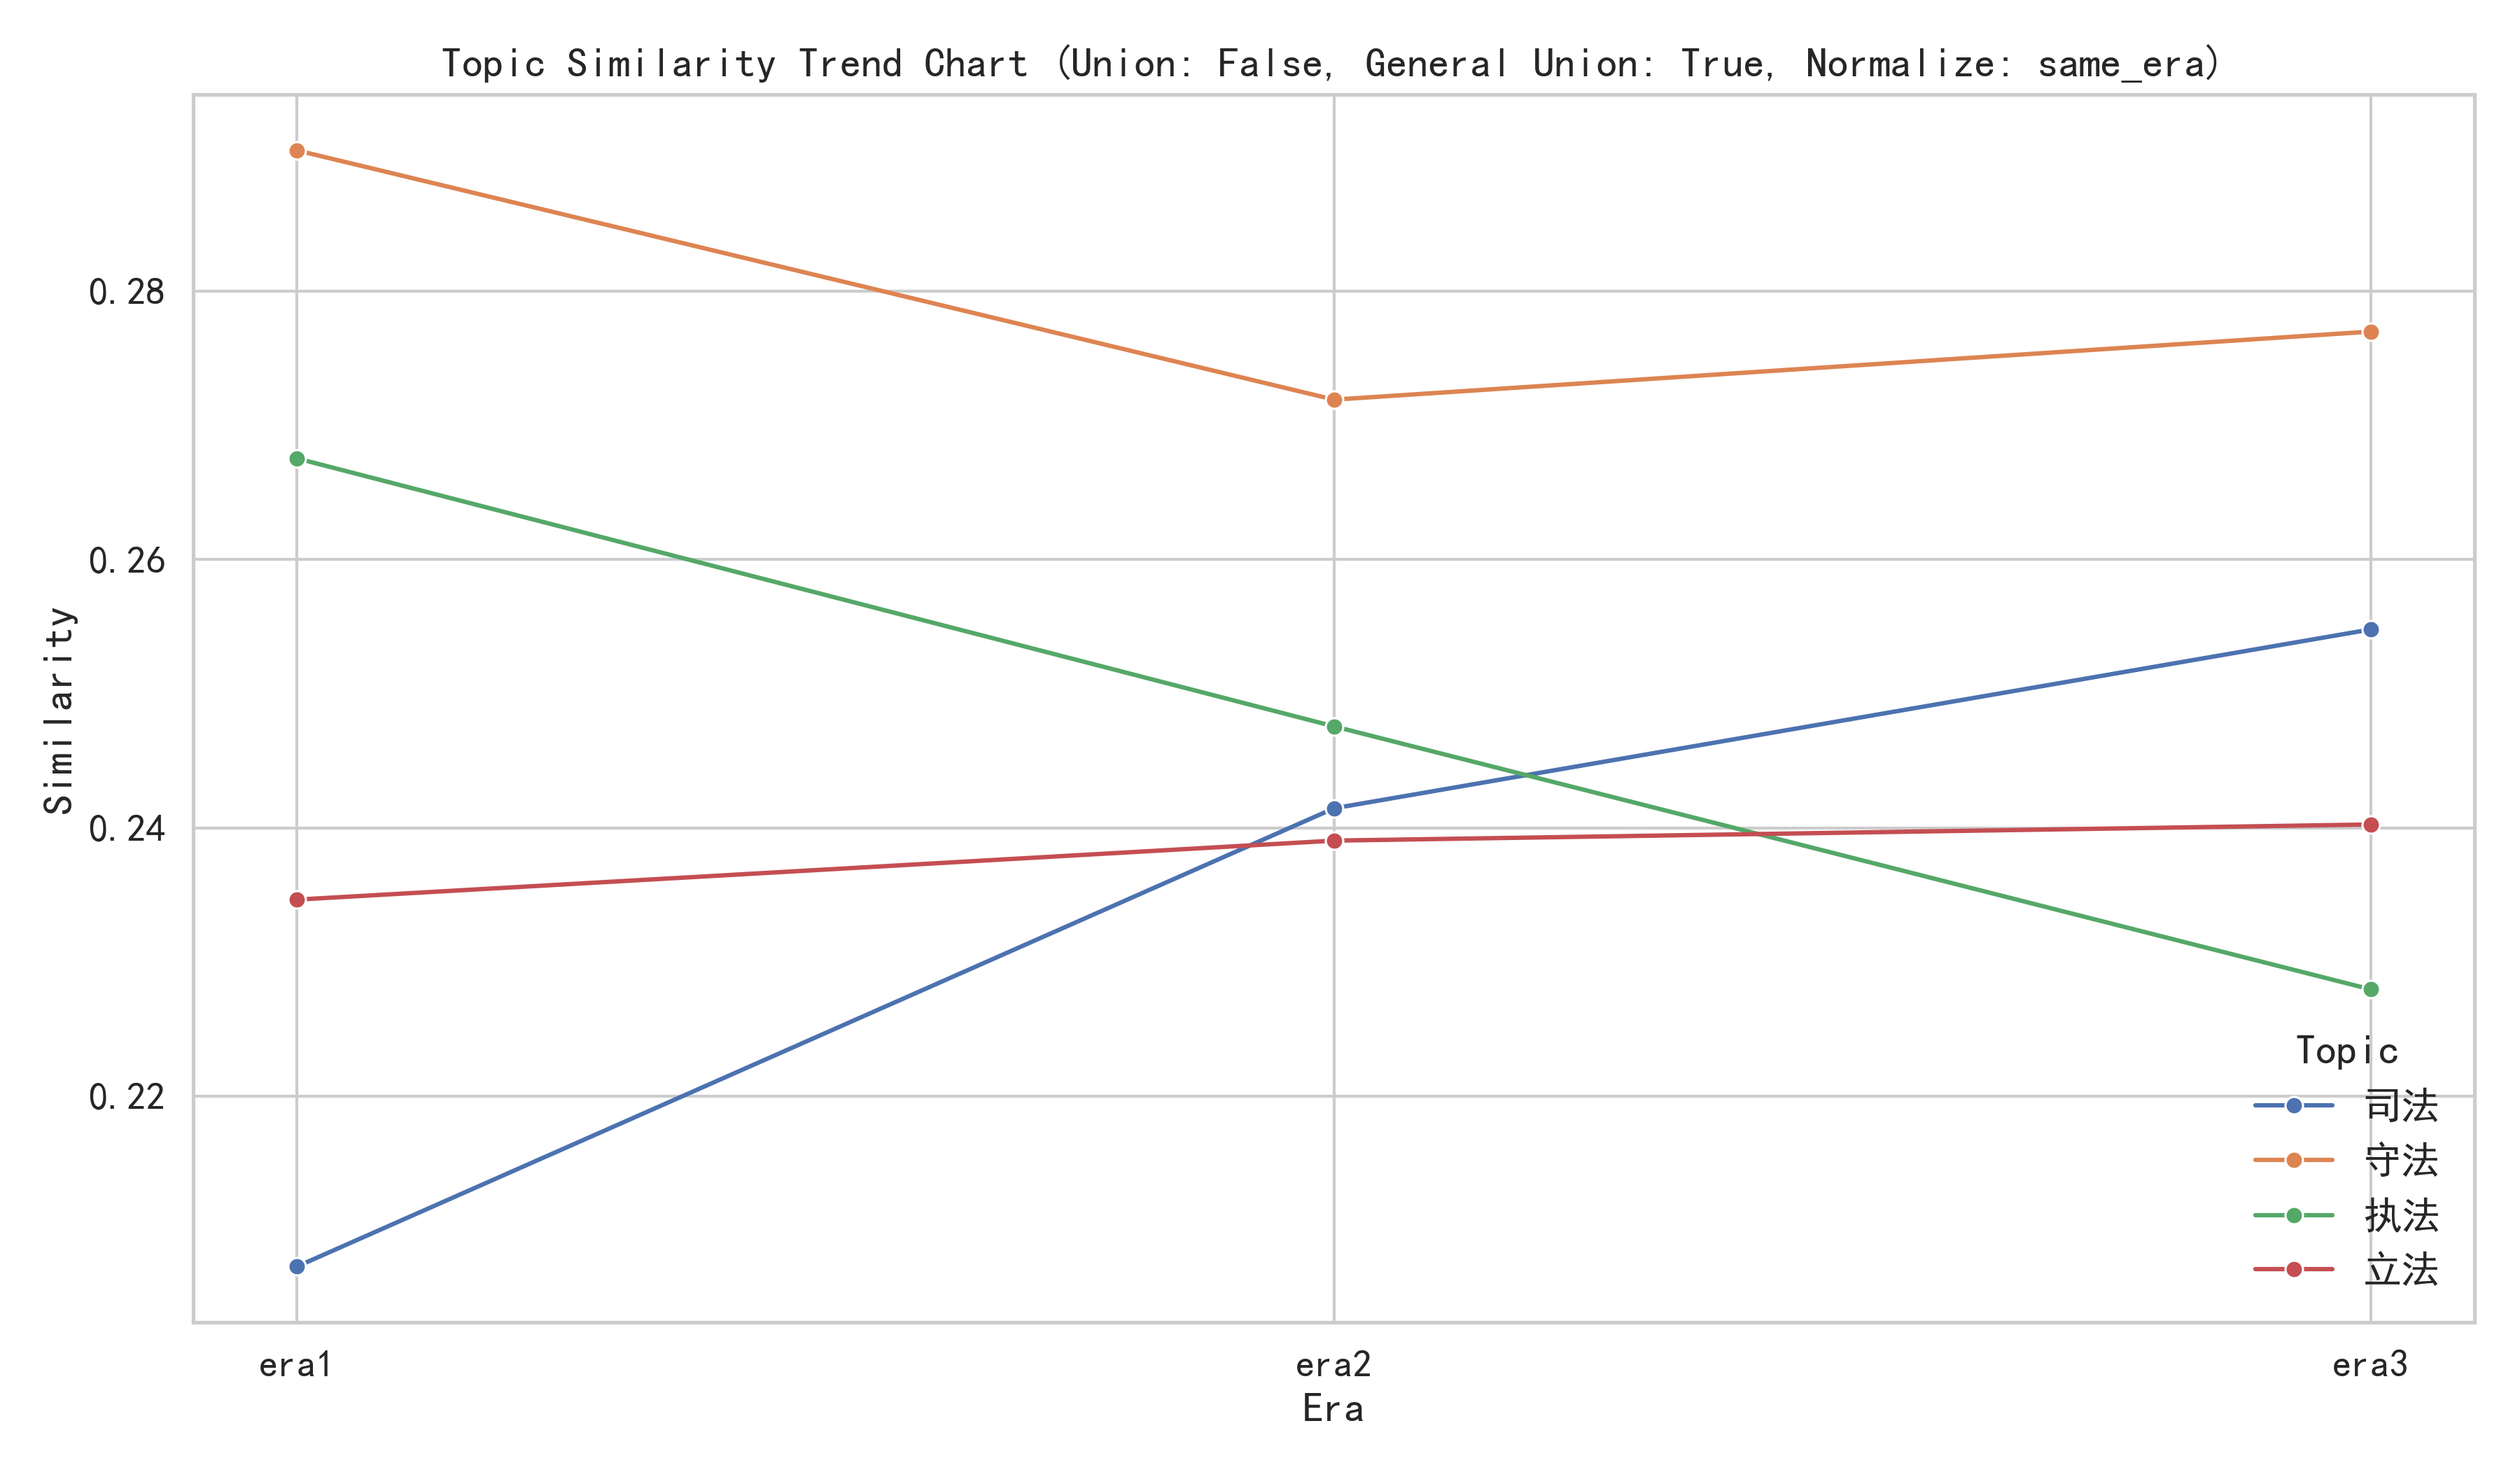 Topic Similarity Trend Chart (Union: False, General Union: True, Normalize: same_era)
0.28
0.26
0.24
0.22
Similarity
era1
era2
era3
Era
Topic
司法
守法
执法
立法